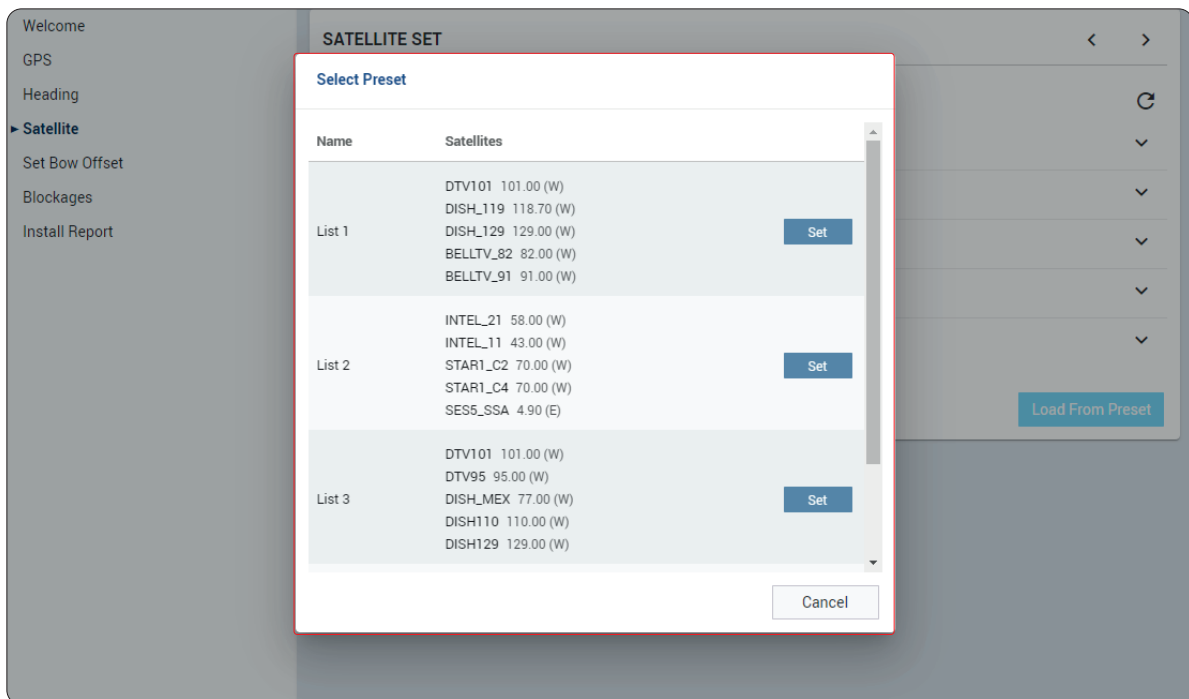 Welcome
GPS
Heading
Satellite
Set Bow Offset
Blockages
Install Report
SATELLITE SET
Select Preset
Name Satellites
List 1
DTV101 101.00 (W)
DISH_119 118.70 (W)
DISH_129 129.00 (W)
BELLTV_82 82.00 (W)
BELLTV_91 91.00 (W)
Set
List 2
INTEL_21 58.00 (W)
INTEL_11 43.00 (W)
STAR1_C2 70.00 (W)
STAR1_C4 70.00 (W)
SES5_SSA 4.90 (E)
Set
List 3
DTV101 101.00 (W)
DTV95 95.00 (W)
DISH_MEX 77.00 (W)
DISH110 110.00 (W)
DISH129 129.00 (W)
Set
Load From Preset
Cancel